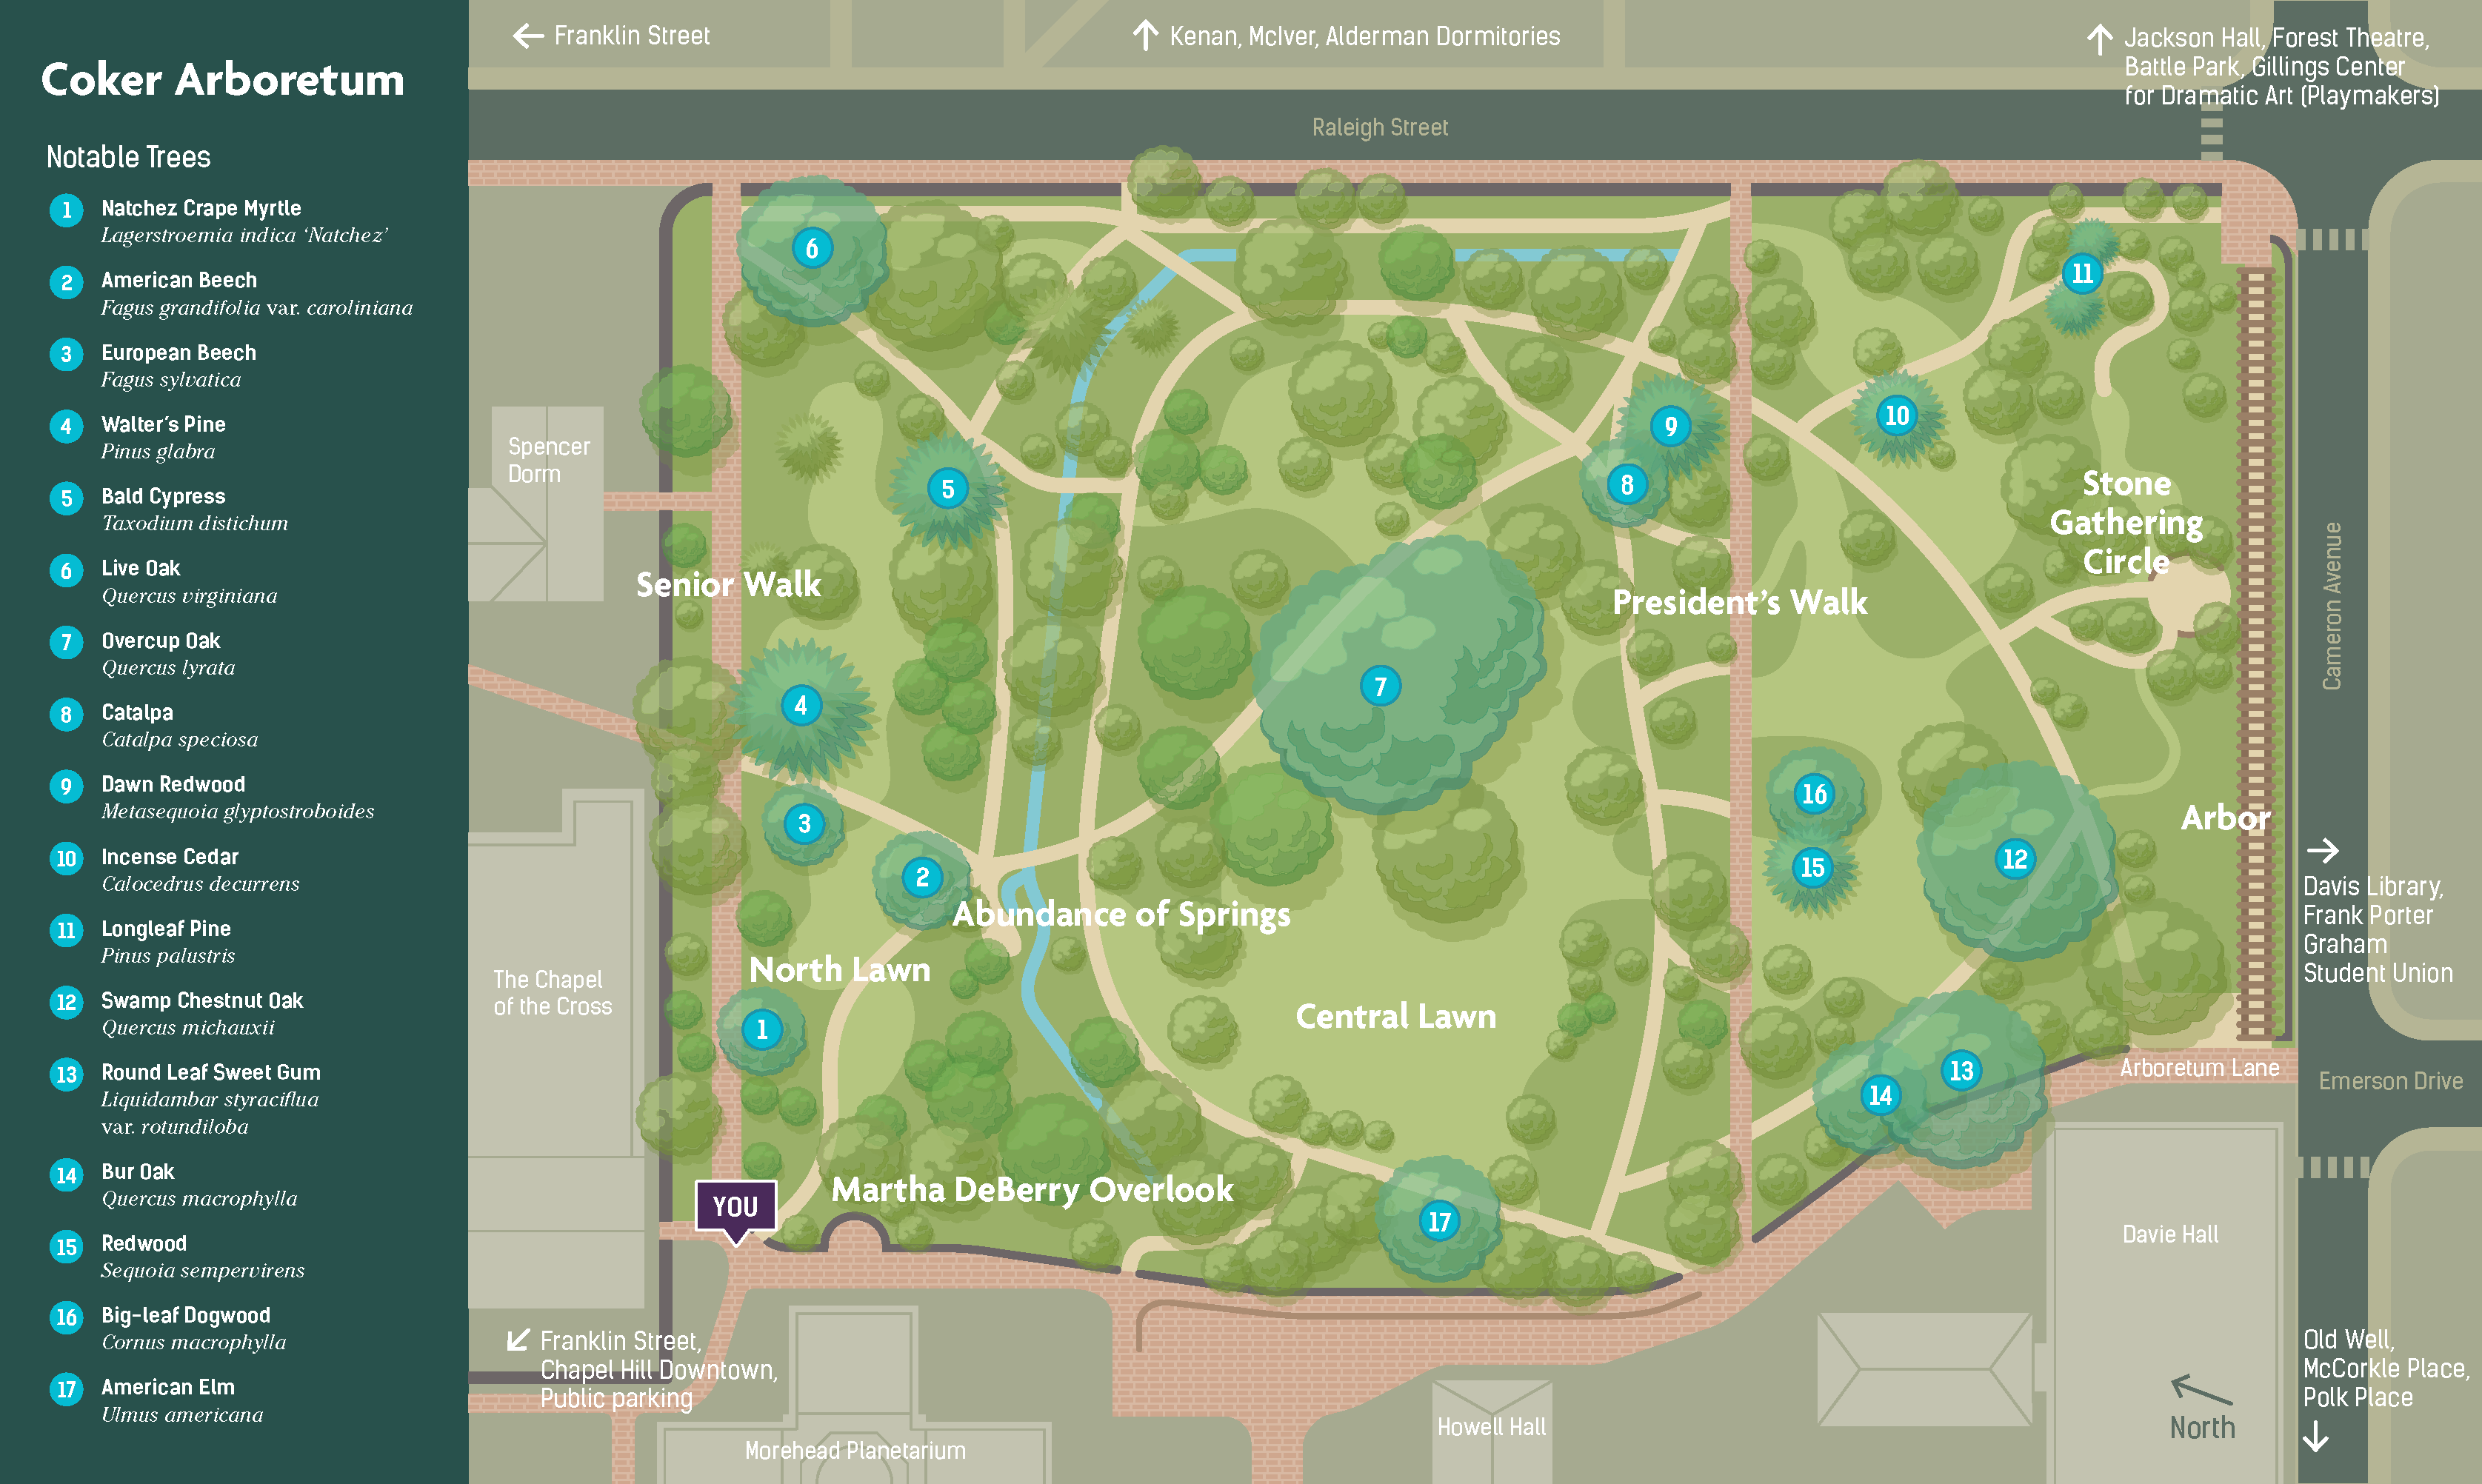 Coker Arboretum
Notable Trees
1 Natchez Crape Myrtle
Lagerstroemia indica ‘Natchez’
2 American Beech
Fagus grandifolia var. caroliniana
3 European Beech
Fagus sylvatica
4 Walter’s Pine
Pinus glabra
5 Bald Cypress
Taxodium distichum
6 Live Oak
Quercus virginiana
7 Overcup Oak
Quercus lyrata
8 Catalpa
Catalpa speciosa
9 Dawn Redwood
Metasequoia glyptostroboides
10 Incense Cedar
Calocedrus decurrens
11 Longleaf Pine
Pinus palustris
12 Swamp Chestnut Oak
Quercus michauxii
13 Round Leaf Sweet Gum
Liquidambar styraciflua
var. rotundiloba
14 Bur Oak
Quercus macrophylla
15 Redwood
Sequoia sempervirens
16 Big-leaf Dogwood
Cornus macrophylla
17 American Elm
Ulmus americana
← Franklin Street
↑ Kenan, McIver, Alderman Dormitories
↑ Jackson Hall, Forest Theatre,
Battle Park, Gillings Center
for Dramatic Art (Playmakers)
Raleigh Street
6
11
10
9
8
5
Spencer
Dorm
Stone
Gathering
Circle
Senior Walk
President’s Walk
Cameron Avenue
7
4
3
2
16
15
12
Arbor
→
Davis Library,
Frank Porter
Graham
Student Union
Abundance of Springs
North Lawn
The Chapel
of the Cross
1
Central Lawn
13
14
Arboretum Lane
Emerson Drive
YOU
Martha DeBerry Overlook
17
Davie Hall
↙ Franklin Street,
Chapel Hill Downtown,
Public parking
Morehead Planetarium
Howell Hall
North
Old Well,
McCorkle Place,
Polk Place
↓